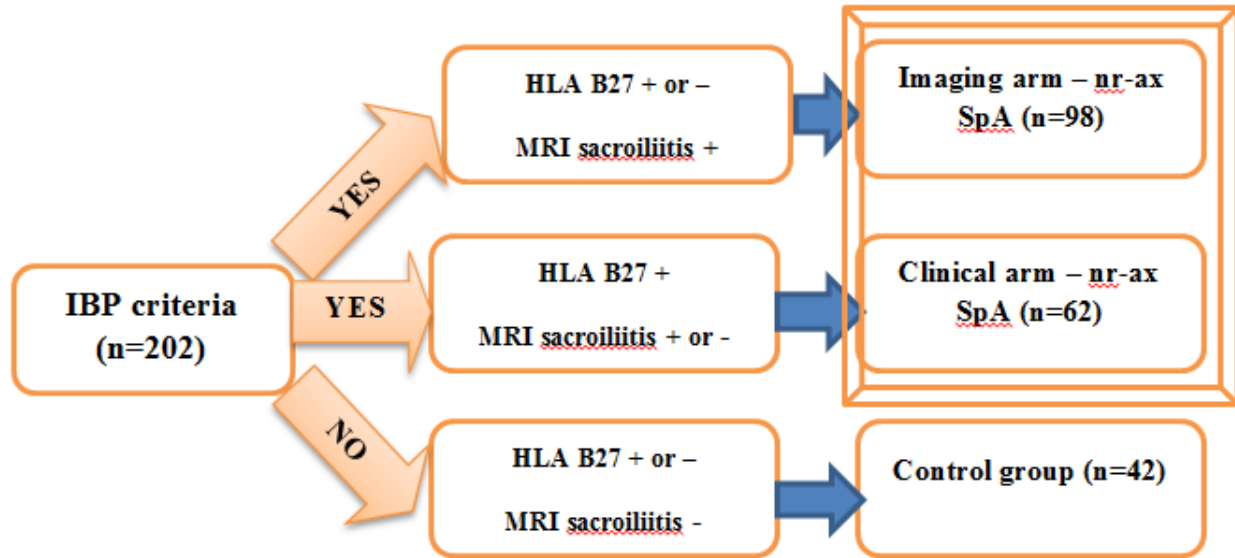 IBP criteria
(n=202)
YES
HLA B27 + or –
MRI sacroiliitis +
Imaging arm – nr-ax
SpA (n=98)
YES
HLA B27 +
MRI sacroiliitis + or -
Clinical arm – nr-ax
SpA (n=62)
NO
HLA B27 + or –
MRI sacroiliitis -
Control group (n=42)